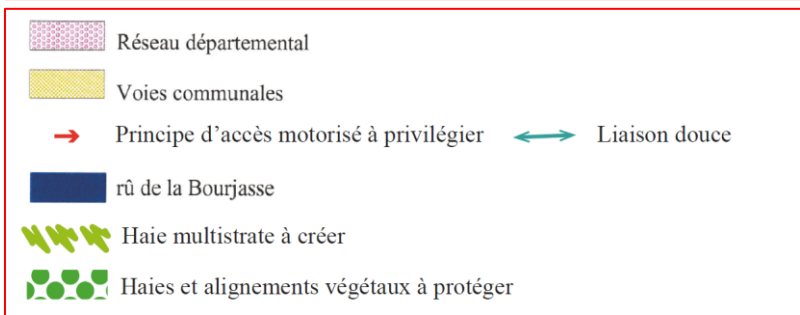 Réseau départemental
Voies communales
Principe d’accès motorisé à privilégier Liaison douce
rû de la Bourjasse
Haie multistrate à créer
Haies et alignements végétaux à protéger